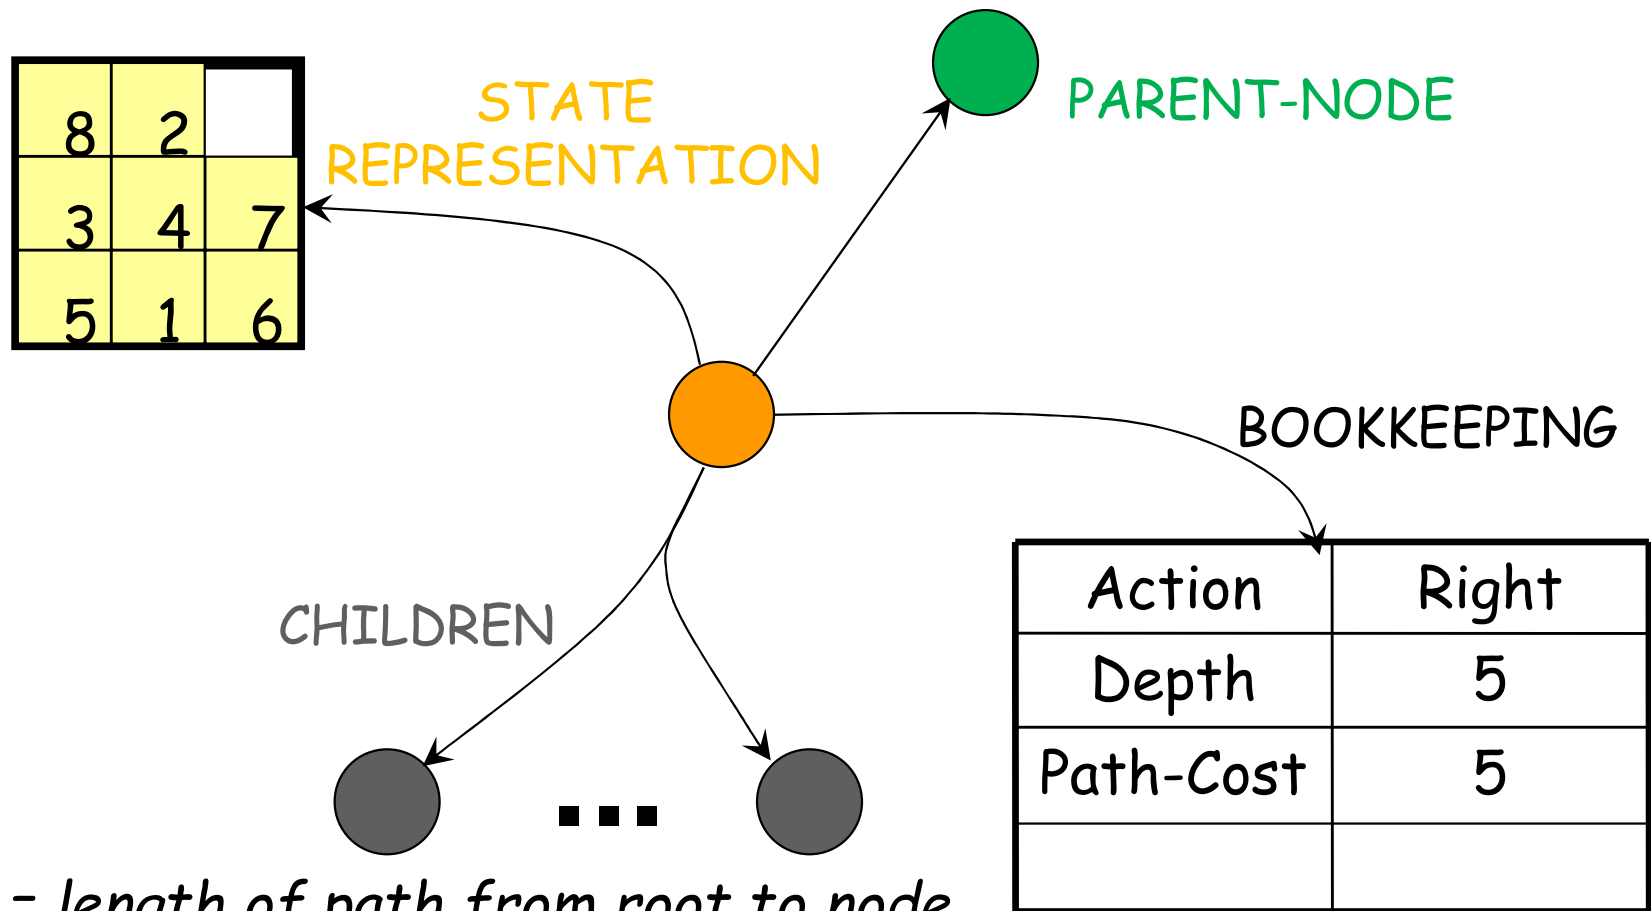 8 2
3 4 7
5 1 6
STATE
REPRESENTATION
PARENT-NODE
BOOKKEEPING
CHILDREN
Action Right
Depth 5
Path-Cost 5
...
= length of path from root to node